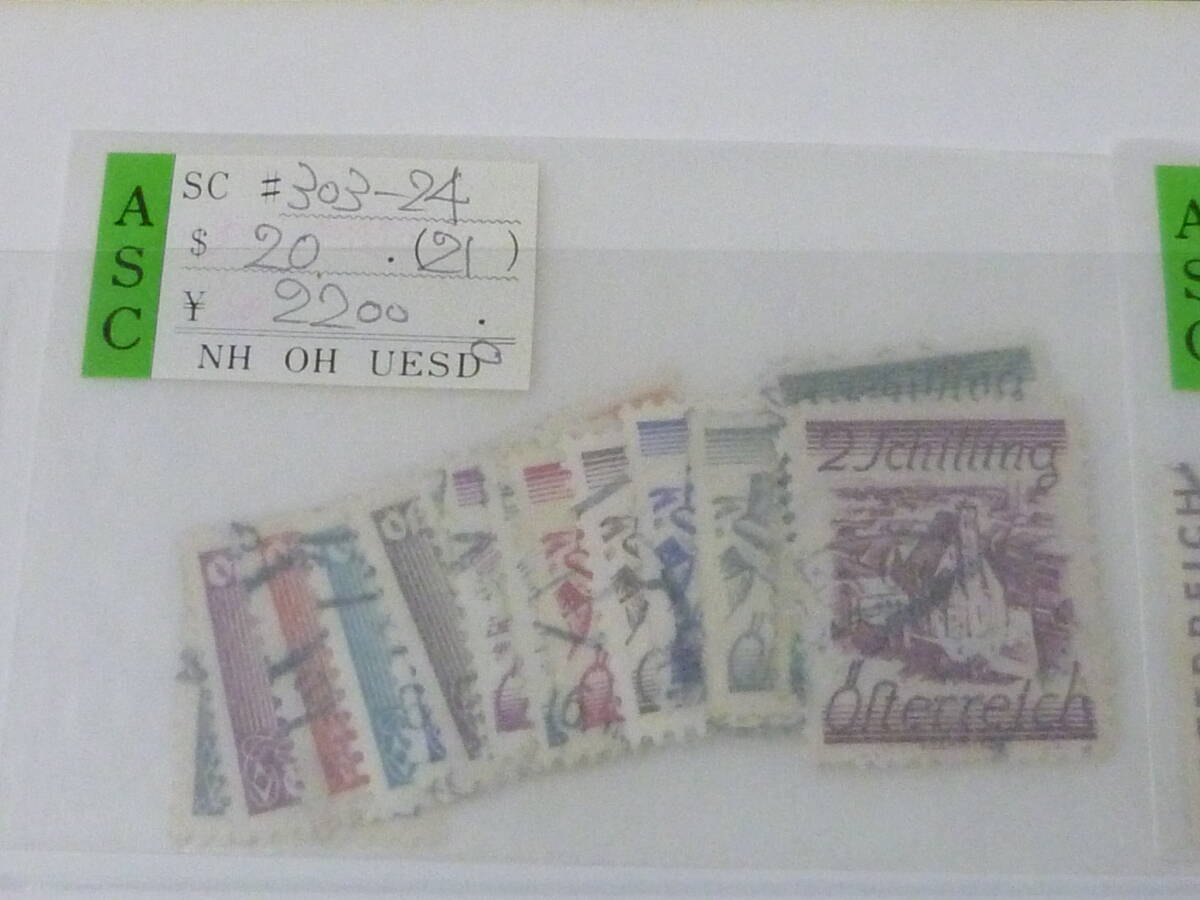 A
S
C
SC #303-24
$ 20 . (21)
¥ 2200 .
NH OH UESD
2 Schilling
Österreich
A
S
C